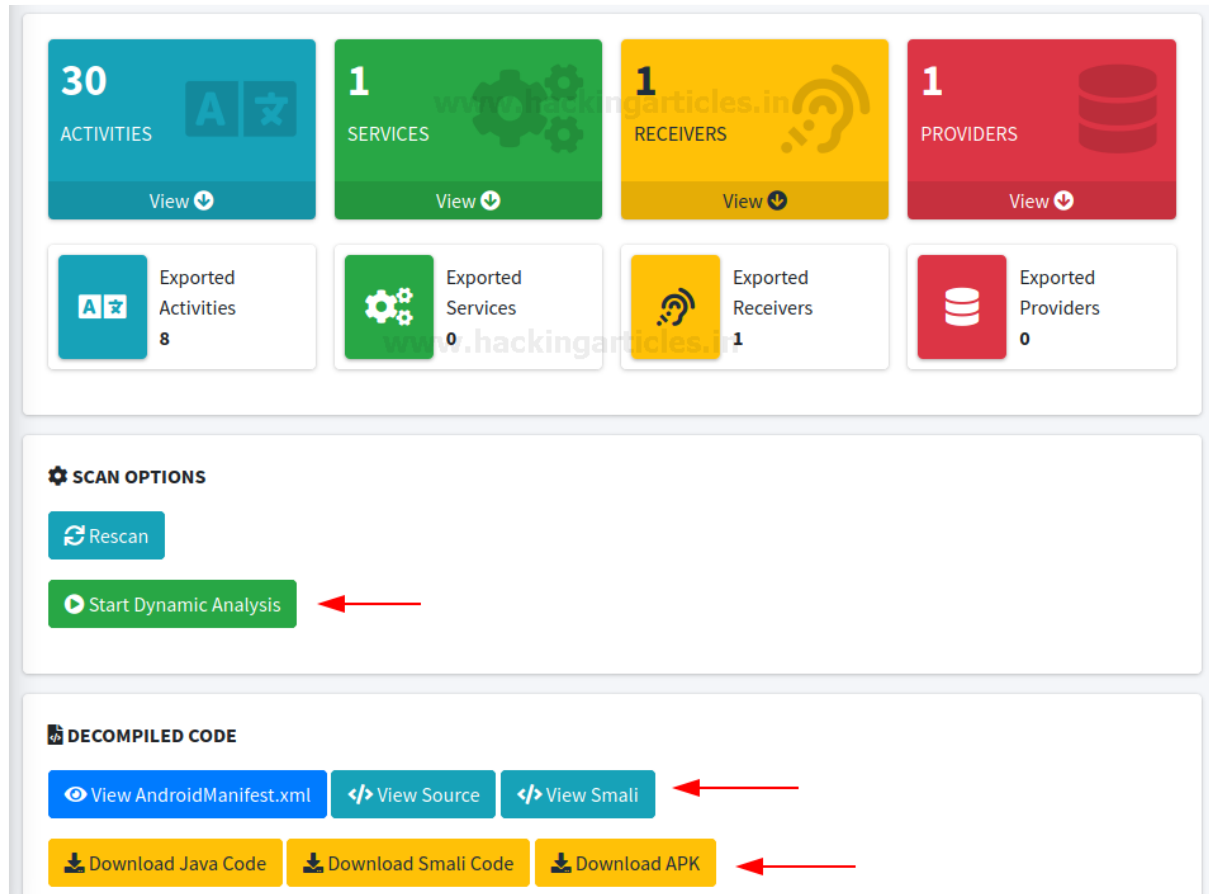 30
ACTIVITIES
View
1
SERVICES
View
1
RECEIVERS
View
1
PROVIDERS
View
www.hackingarticles.in
Exported
Activities
8
Exported
Services
0
Exported
Receivers
1
Exported
Providers
0
www.hackingarticles.in
SCAN OPTIONS
Rescan
Start Dynamic Analysis
DECOMPILED CODE
View AndroidManifest.xml
View Source
View Smali
Download Java Code
Download Smali Code
Download APK